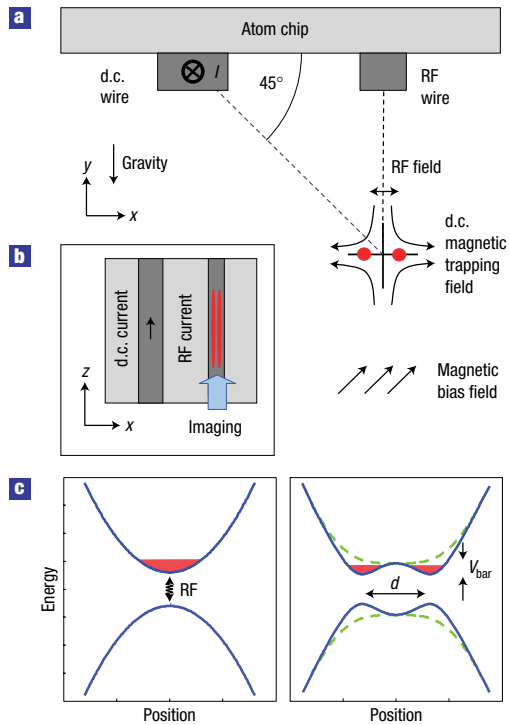 a
Atom chip
d.c.
wire
I
45°
RF
wire
Gravity
y
x
RF field
d.c.
magnetic
trapping
field
b
d.c. current
RF current
z
x
Imaging
Magnetic
bias field
c
Energy
RF
Position
d
V_bar
Position